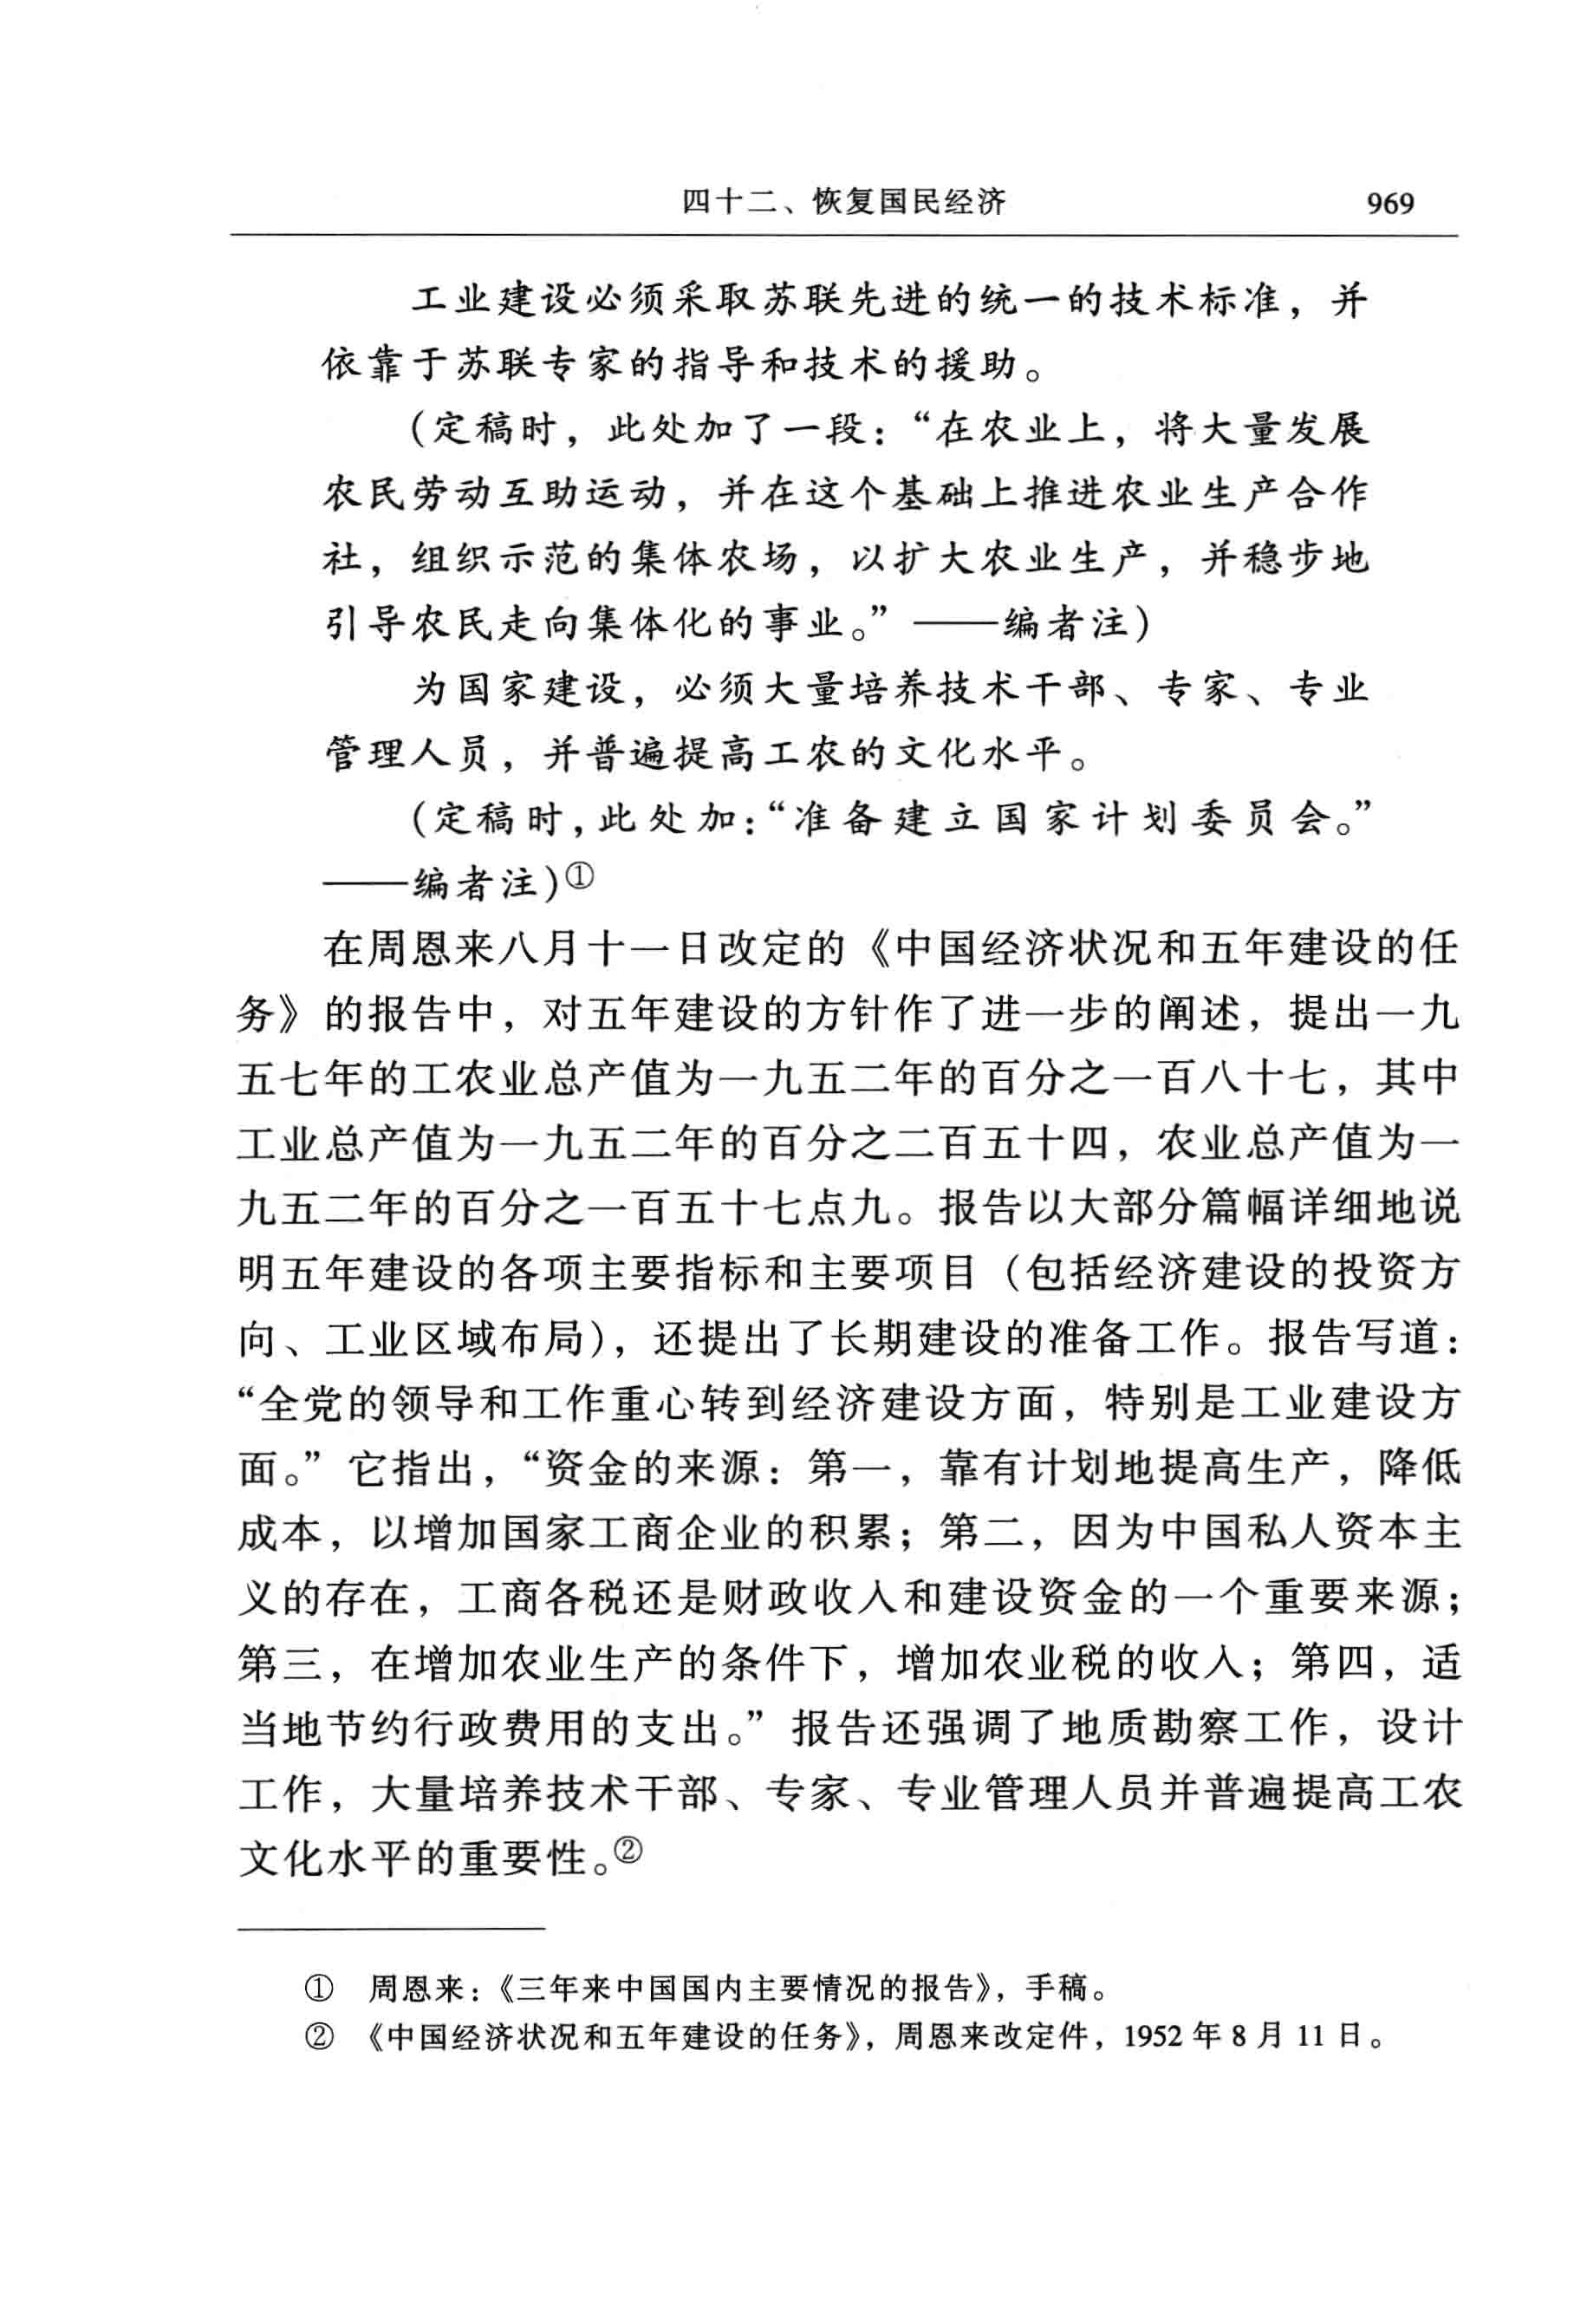 四十二、恢复国民经济 969
工业建设必须采取苏联先进的统一的技术标准，并
依靠于苏联专家的指导和技术的援助。
（定稿时，此处加了一段：“在农业上，将大量发展
农民劳动互助运动，并在这个基础上推进农业生产合作
社，组织示范的集体农场，以扩大农业生产，并稳步地
引导农民走向集体化的事业。”——编者注）
为国家建设，必须大量培养技术干部、专家、专业
管理人员，并普遍提高工农的文化水平。
（定稿时，此处加：“准备建立国家计划委员会。”
——编者注）①
在周恩来八月十一日改定的《中国经济状况和五年建设的任
务》的报告中，对五年建设的方针作了进一步的阐述，提出一九
五七年的工农业总产值为一九五二年的百分之一百八十七，其中
工业总产值为一九五二年的百分之二百五十四，农业总产值为一
九五二年的百分之一百五十七点九。报告以大部分篇幅详细地说
明五年建设的各项主要指标和主要项目（包括经济建设的投资方
向、工业区域布局），还提出了长期建设的准备工作。报告写道：
“全党的领导和工作重心转到经济建设方面，特别是工业建设方
面。”它指出，“资金的来源：第一，靠有计划地提高生产，降低
成本，以增加国家工商企业的积累；第二，因为中国私人资本主
义的存在，工商各税还是财政收入和建设资金的一个重要来源；
第三，在增加农业生产的条件下，增加农业税的收入；第四，适
当地节约行政费用的支出。”报告还强调了地质勘察工作，设计
工作，大量培养技术干部、专家、专业管理人员并普遍提高工农
文化水平的重要性。②
① 周恩来：《三年来中国国内主要情况的报告》，手稿。
② 《中国经济状况和五年建设的任务》，周恩来改定件，1952 年 8 月 11 日。